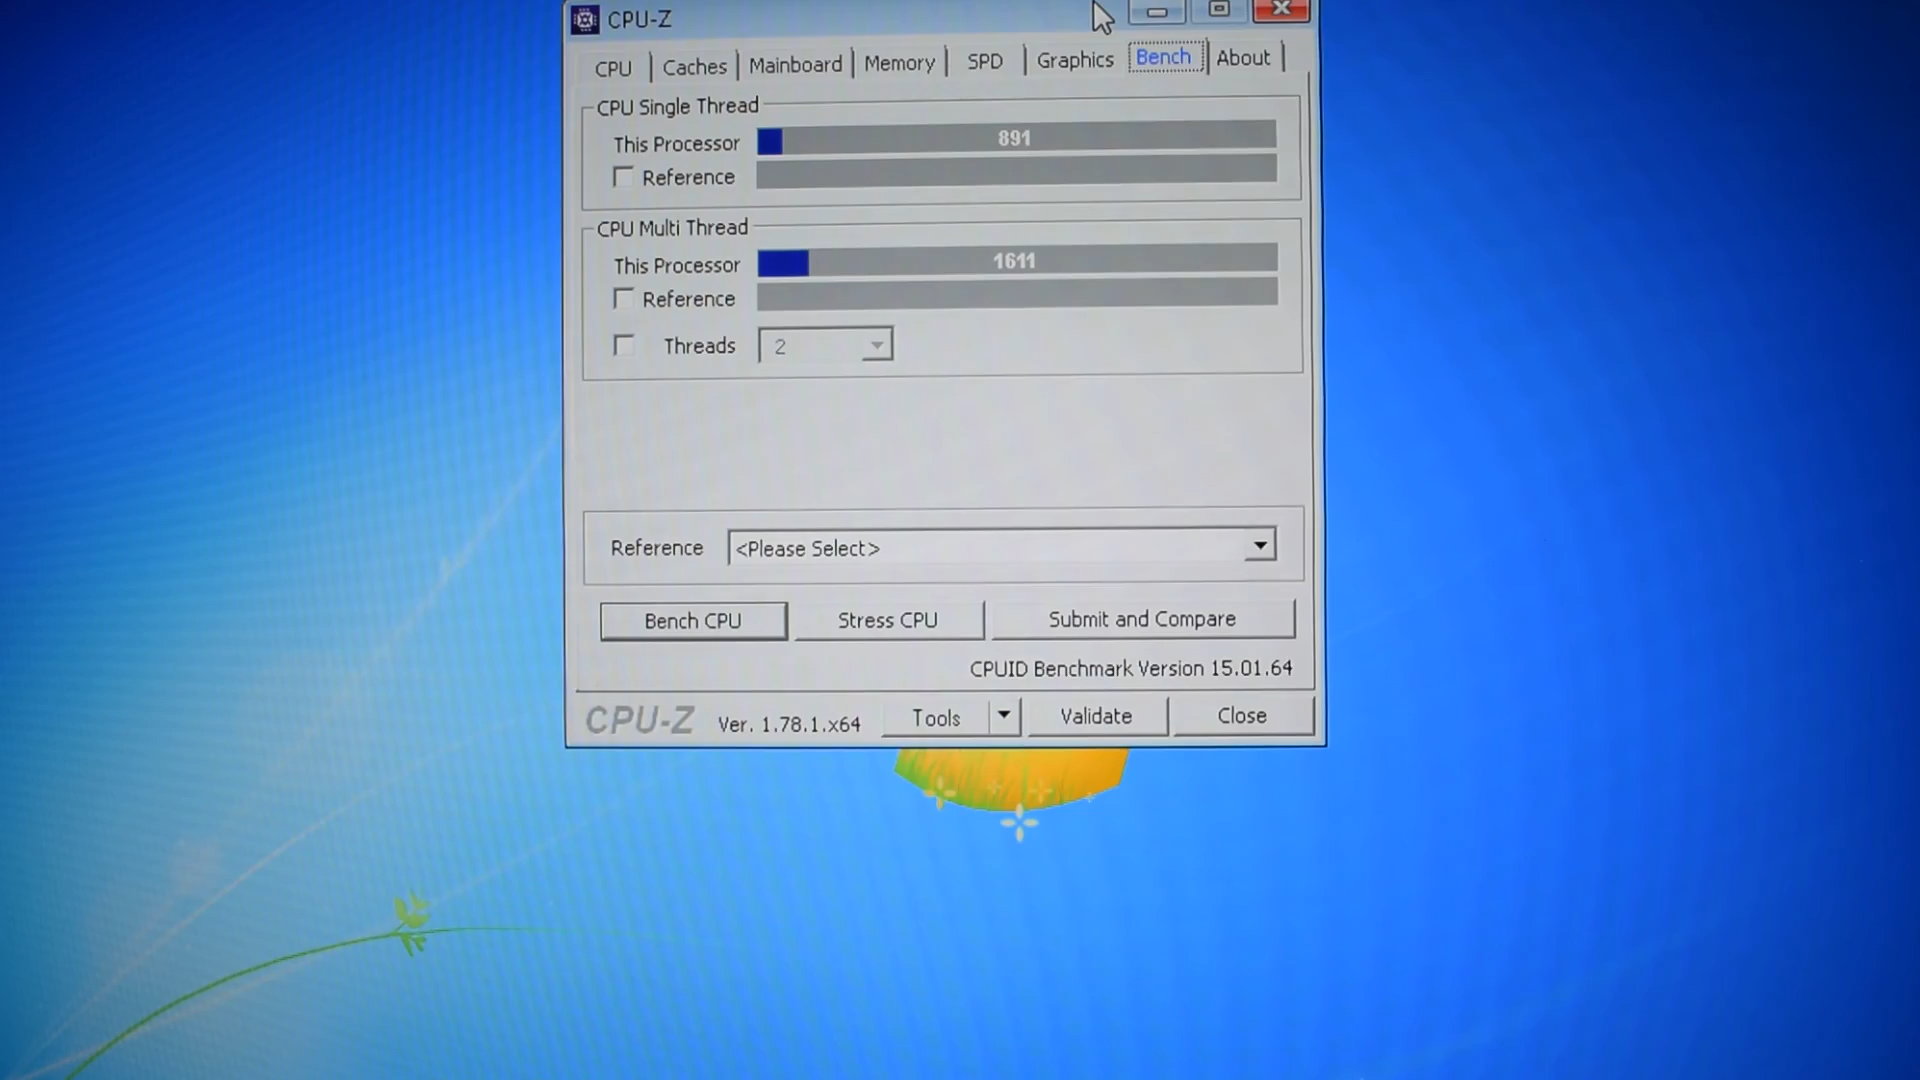 CPU-Z
CPU Caches Mainboard Memory SPD Graphics Bench About
CPU Single Thread
This Processor 891
Reference
CPU Multi Thread
This Processor 1611
Reference
Threads 2
Reference <Please Select>
Bench CPU Stress CPU Submit and Compare
CPUID Benchmark Version 15.01.64
CPU-Z Ver. 1.78.1.x64 Tools Validate Close